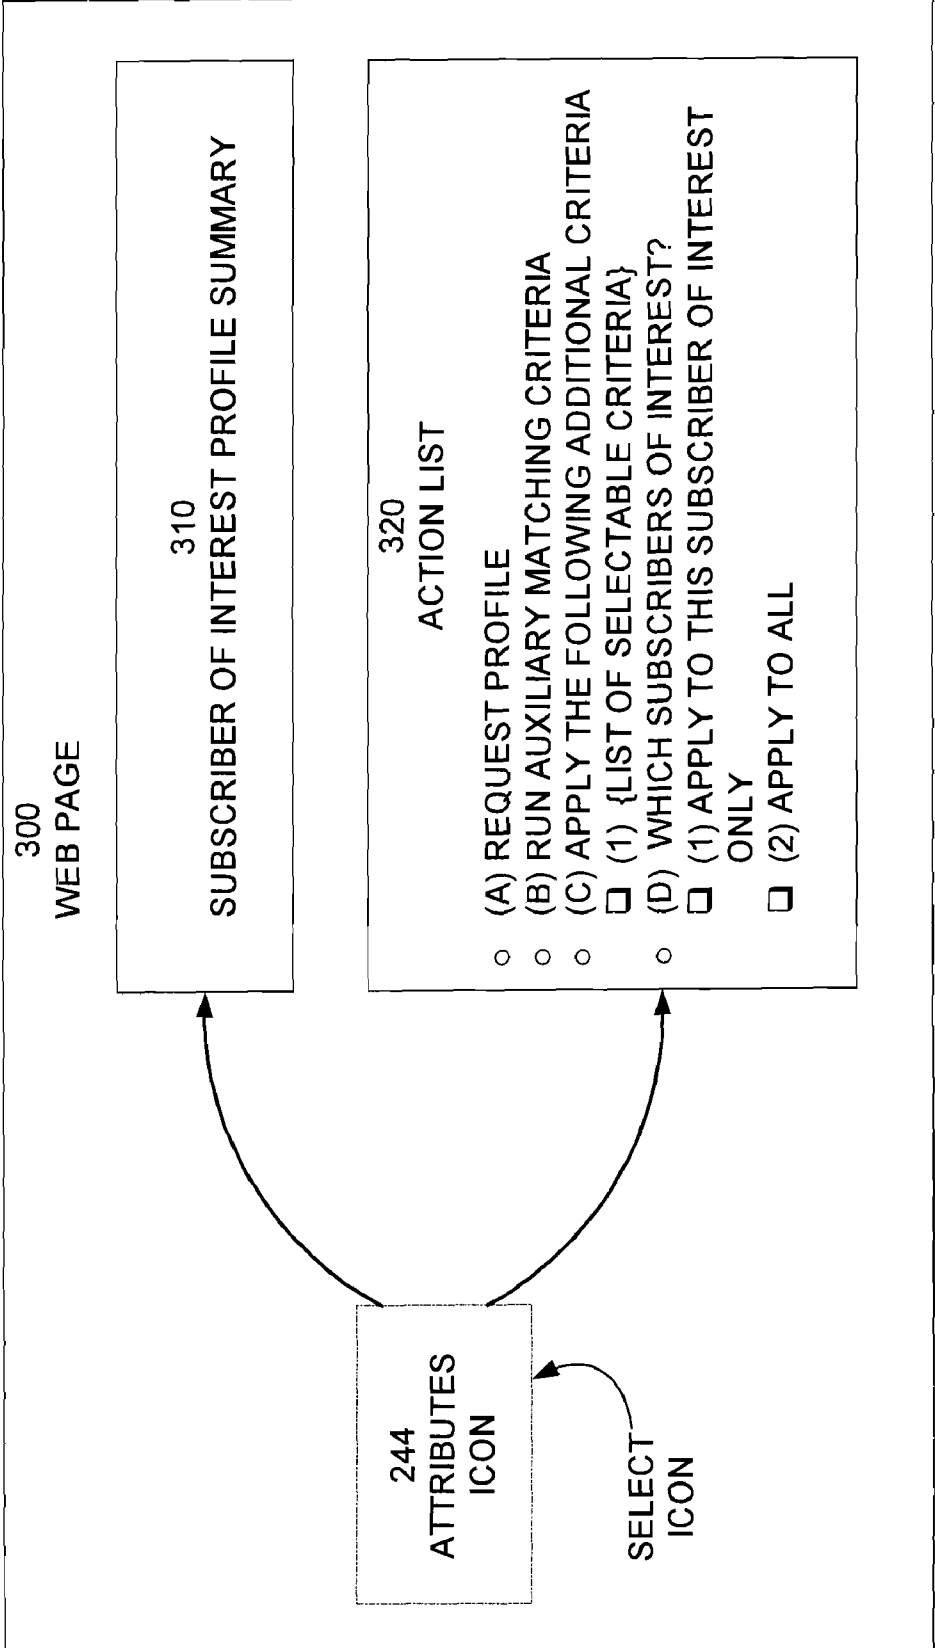 300
WEB PAGE
310
SUBSCRIBER OF INTEREST PROFILE SUMMARY
244
ATTRIBUTES
ICON
SELECT
ICON
320
ACTION LIST
(A) REQUEST PROFILE
(B) RUN AUXILIARY MATCHING CRITERIA
(C) APPLY THE FOLLOWING ADDITIONAL CRITERIA
(1) {LIST OF SELECTABLE CRITERIA}
(D) WHICH SUBSCRIBERS OF INTEREST?
(1) APPLY TO THIS SUBSCRIBER OF INTEREST
ONLY
(2) APPLY TO ALL